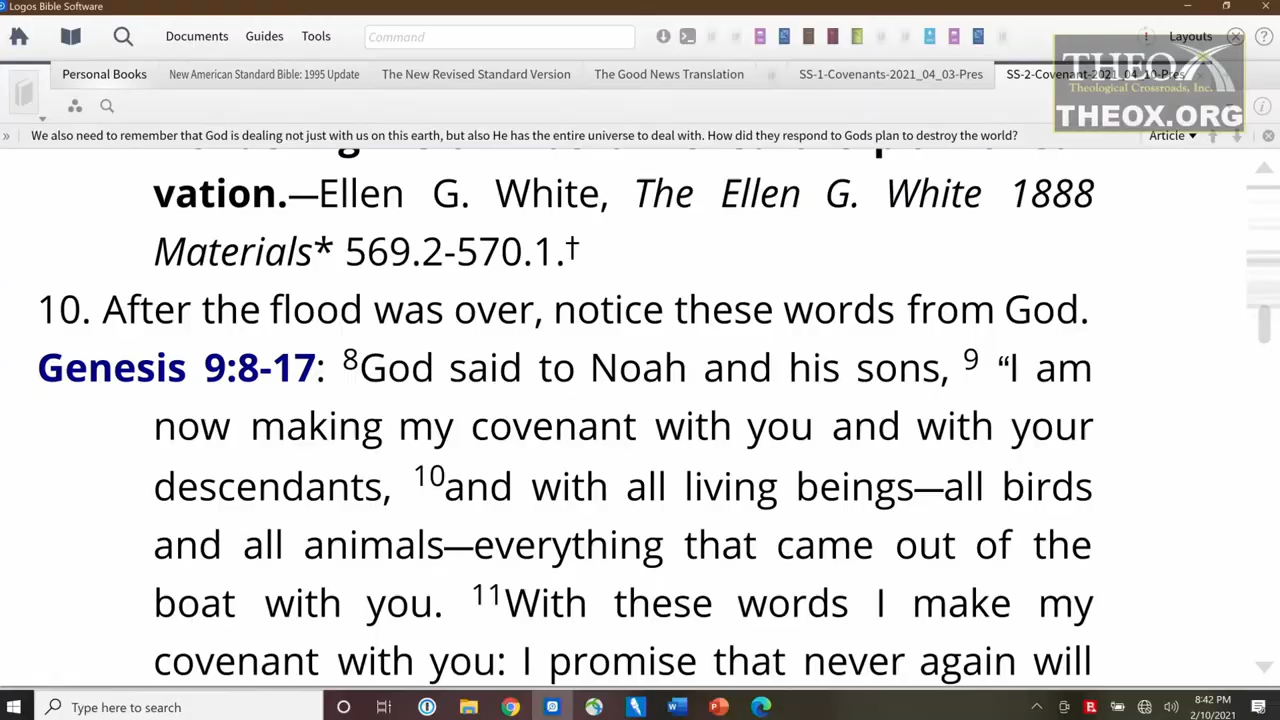 Logos Bible Software
Documents Guides Tools Command Layouts
THEOX
Theological Crossroads, Inc.
THEOX.ORG
Personal Books New American Standard Bible: 1995 Update The New Revised Standard Version The Good News Translation SS-1-Covenants-2021_04_03-Pres SS-2-Covenant-2021_04_10-Pres
» We also need to remember that God is dealing not just with us on this earth, but also He has the entire universe to deal with. How did they respond to Gods plan to destroy the world? Article
vation.—Ellen G. White, The Ellen G. White 1888
Materials* 569.2-570.1.†
10. After the flood was over, notice these words from God.
Genesis 9:8-17: 8God said to Noah and his sons, 9 “I am
now making my covenant with you and with your
descendants, 10and with all living beings—all birds
and all animals—everything that came out of the
boat with you. 11With these words I make my
covenant with you: I promise that never again will
Type here to search
8:42 PM
2/10/2021